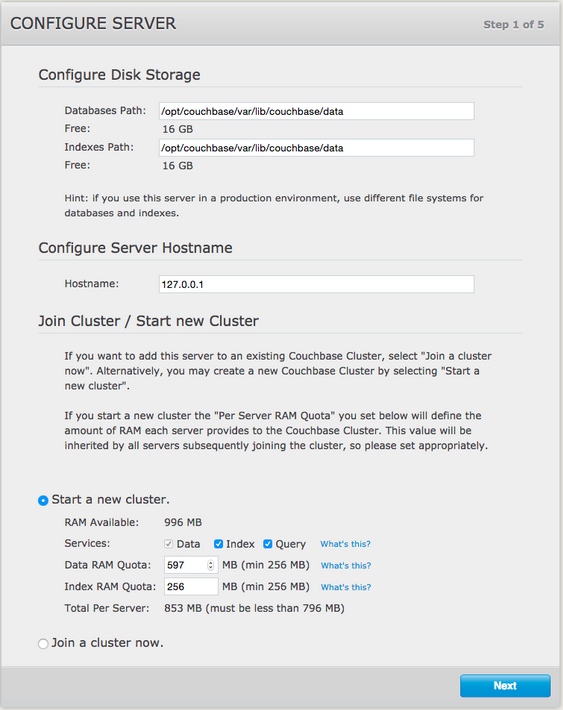 CONFIGURE SERVER
Step 1 of 5
Configure Disk Storage
Databases Path: /opt/couchbase/var/lib/couchbase/data
Free: 16 GB
Indexes Path: /opt/couchbase/var/lib/couchbase/data
Free: 16 GB
Hint: if you use this server in a production environment, use different file systems for
databases and indexes.
Configure Server Hostname
Hostname: 127.0.0.1
Join Cluster / Start new Cluster
If you want to add this server to an existing Couchbase Cluster, select "Join a cluster
now". Alternatively, you may create a new Couchbase Cluster by selecting "Start
a new cluster".
If you start a new cluster the "Per Server RAM Quota" you set below will define the
amount of RAM each server provides to the Couchbase Cluster. This value will be
inherited by all servers subsequently joining the cluster, so please set appropriately.
Start a new cluster.
RAM Available: 996 MB
Services: Data Index Query What's this?
Data RAM Quota: 597 MB (min 256 MB) What's this?
Index RAM Quota: 256 MB (min 256 MB) What's this?
Total Per Server: 853 MB (must be less than 796 MB)
Join a cluster now.
Next